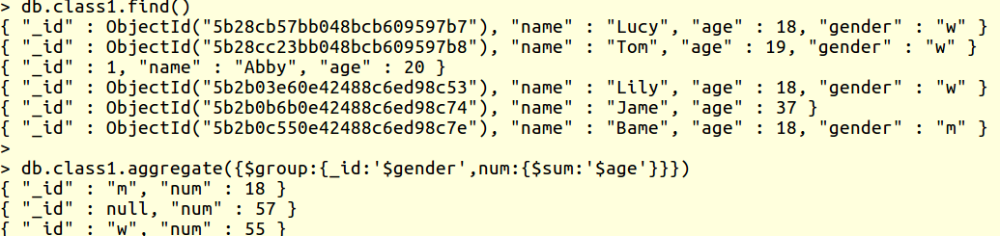 > db.class1.find()
{ "_id" : ObjectId("5b28cb57bb048bcb609597b7"), "name" : "Lucy", "age" : 18, "gender" : "w" }
{ "_id" : ObjectId("5b28cc23bb048bcb609597b8"), "name" : "Tom", "age" : 19, "gender" : "w" }
{ "_id" : 1, "name" : "Abby", "age" : 20 }
{ "_id" : ObjectId("5b2b03e60e42488c6ed98c53"), "name" : "Lily", "age" : 18, "gender" : "w" }
{ "_id" : ObjectId("5b2b0b6b0e42488c6ed98c74"), "name" : "Jame", "age" : 37 }
{ "_id" : ObjectId("5b2b0c550e42488c6ed98c7e"), "name" : "Bame", "age" : 18, "gender" : "m" }
>
> db.class1.aggregate({$group:{_id:'$gender',num:{$sum:'$age'}}})
{ "_id" : "m", "num" : 18 }
{ "_id" : null, "num" : 57 }
{ "_id" : "w", "num" : 55 }